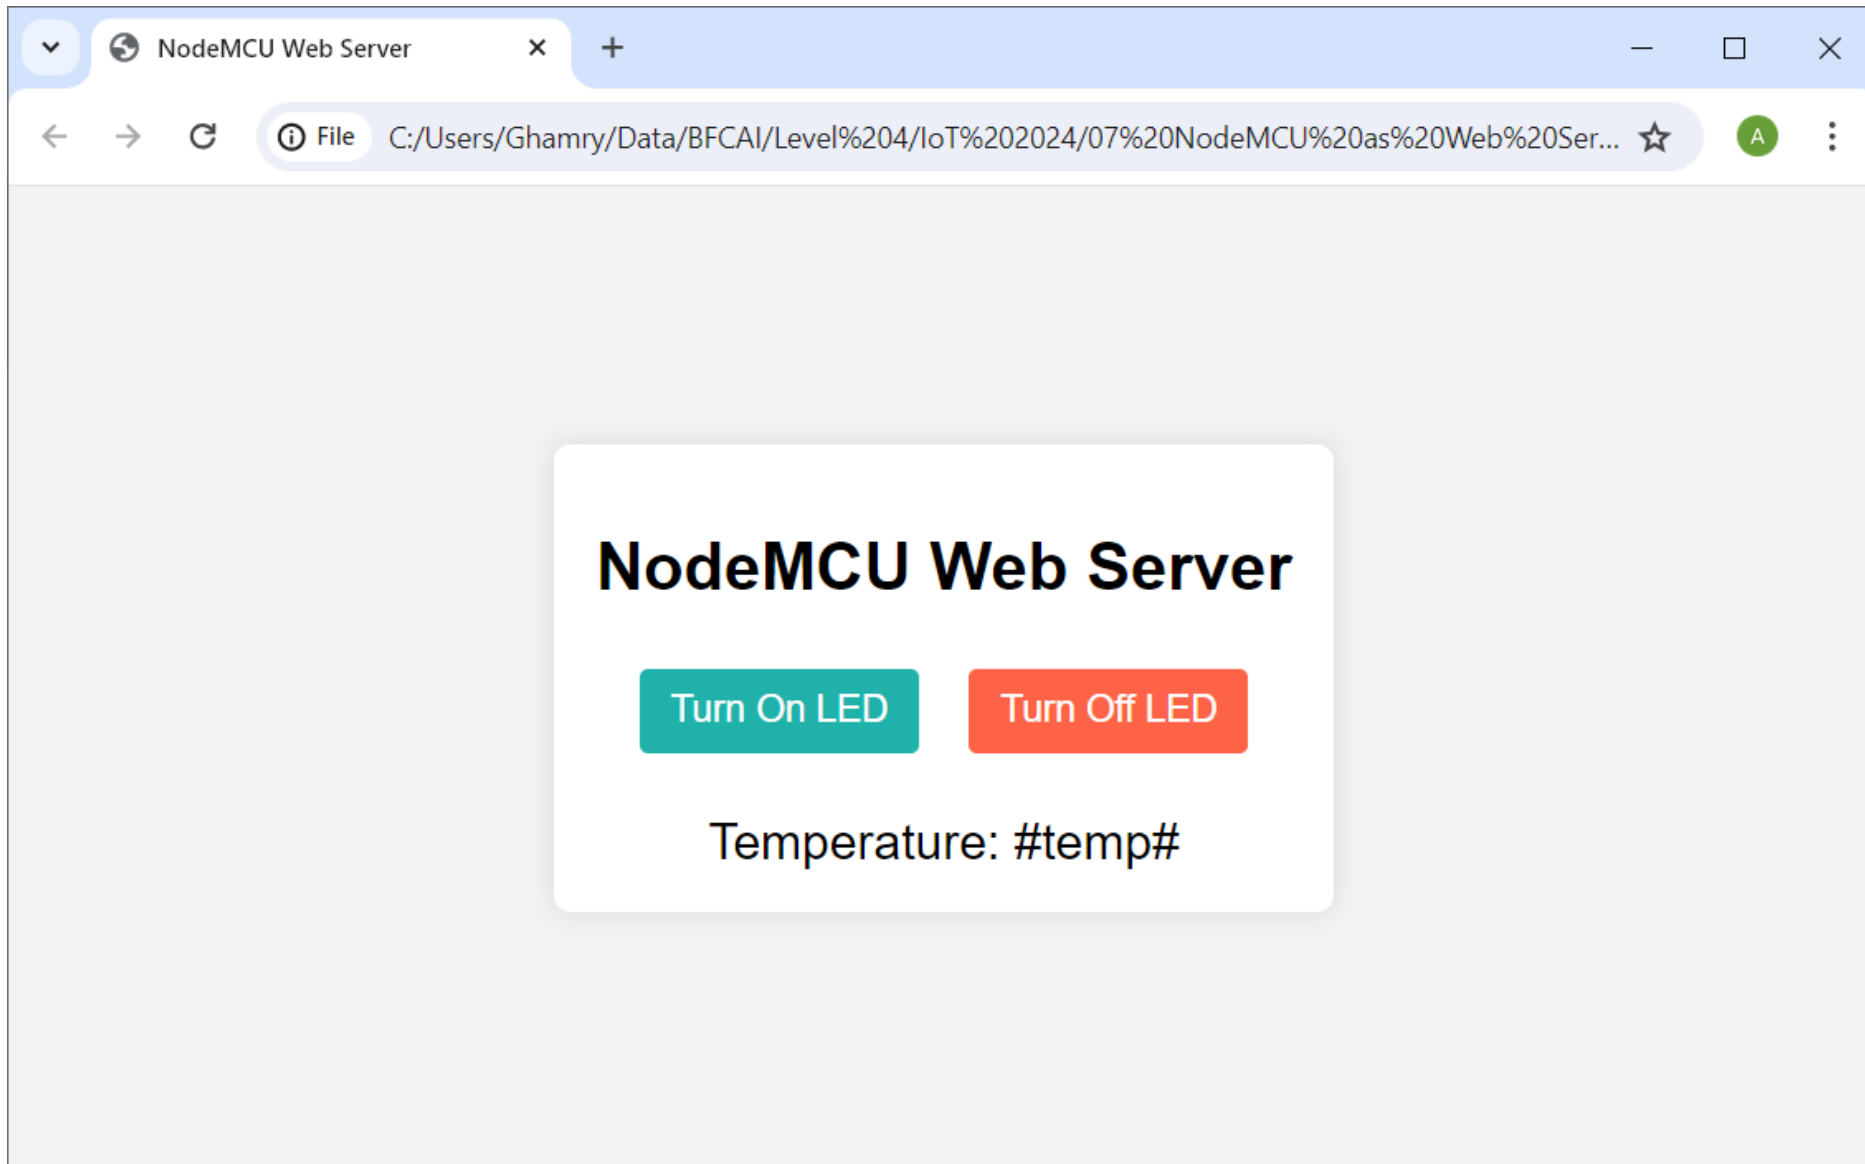 NodeMCU Web Server
File C:/Users/Ghamry/Data/BFCAI/Level%204/IoT%202024/07%20NodeMCU%20as%20Web%20Ser...
A
NodeMCU Web Server
Turn On LED Turn Off LED
Temperature: #temp#